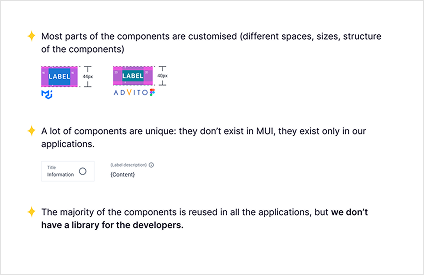 Most parts of the components are customised (different spaces, sizes, structure
of the components)
LABEL
44px
LABEL
40px
ADVITO
A lot of components are unique: they don't exist in MUI, they exist only in our
applications.
Title
Information
{Label description}
{Content}
The majority of the components is reused in all the applications, but we don't
have a library for the developers.